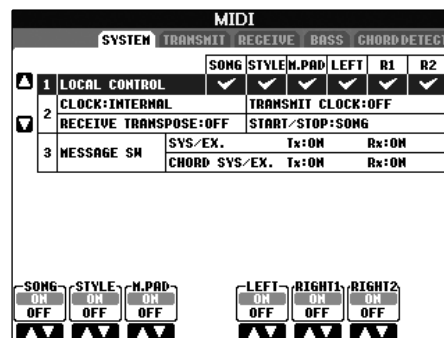 MIDI
SYSTEM TRANSMIT RECEIVE BASS CHORD DETECT
SONG STYLE M.PAD LEFT R1 R2
1 LOCAL CONTROL
2 CLOCK:INTERNAL TRANSMIT CLOCK:OFF
RECEIVE TRANSPOSE:OFF START/STOP:SONG
3 MESSAGE SW SYS/EX. Tx:ON Rx:ON
CHORD SYS/EX. Tx:ON Rx:ON
SONG STYLE M.PAD LEFT RIGHT1 RIGHT2
ON ON ON ON ON ON
OFF OFF OFF OFF OFF OFF